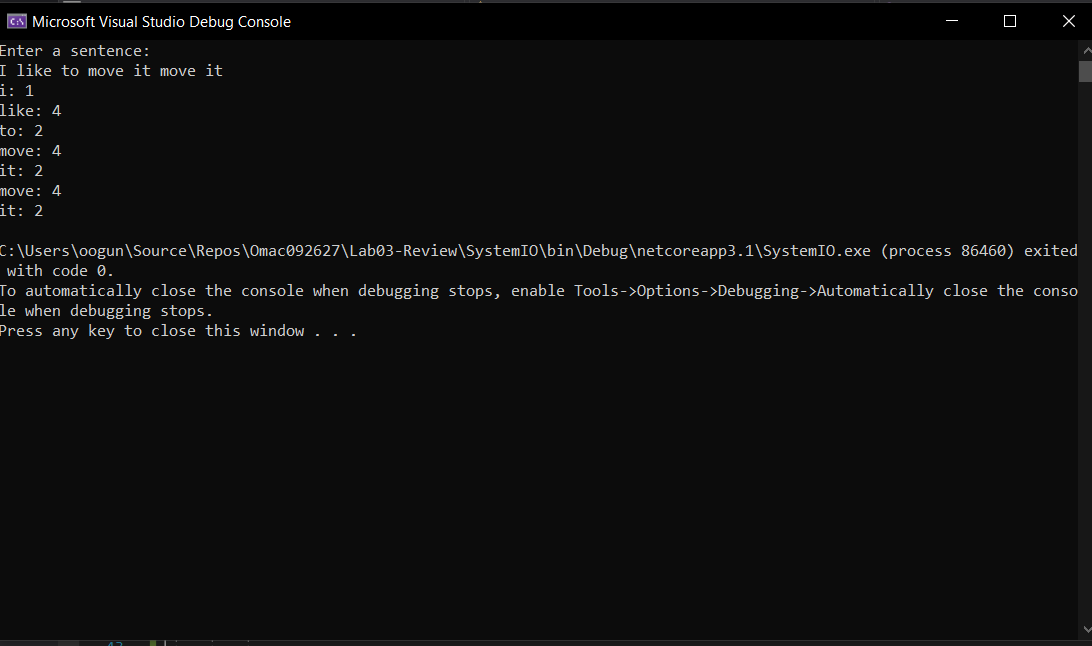 Microsoft Visual Studio Debug Console
Enter a sentence:
I like to move it move it
i: 1
like: 4
to: 2
move: 4
it: 2
move: 4
it: 2
C:\Users\oogun\Source\Repos\Omac092627\Lab03-Review\SystemIO\bin\Debug\netcoreapp3.1\SystemIO.exe (process 86460) exited
 with code 0.
To automatically close the console when debugging stops, enable Tools->Options->Debugging->Automatically close the conso
le when debugging stops.
Press any key to close this window . . .